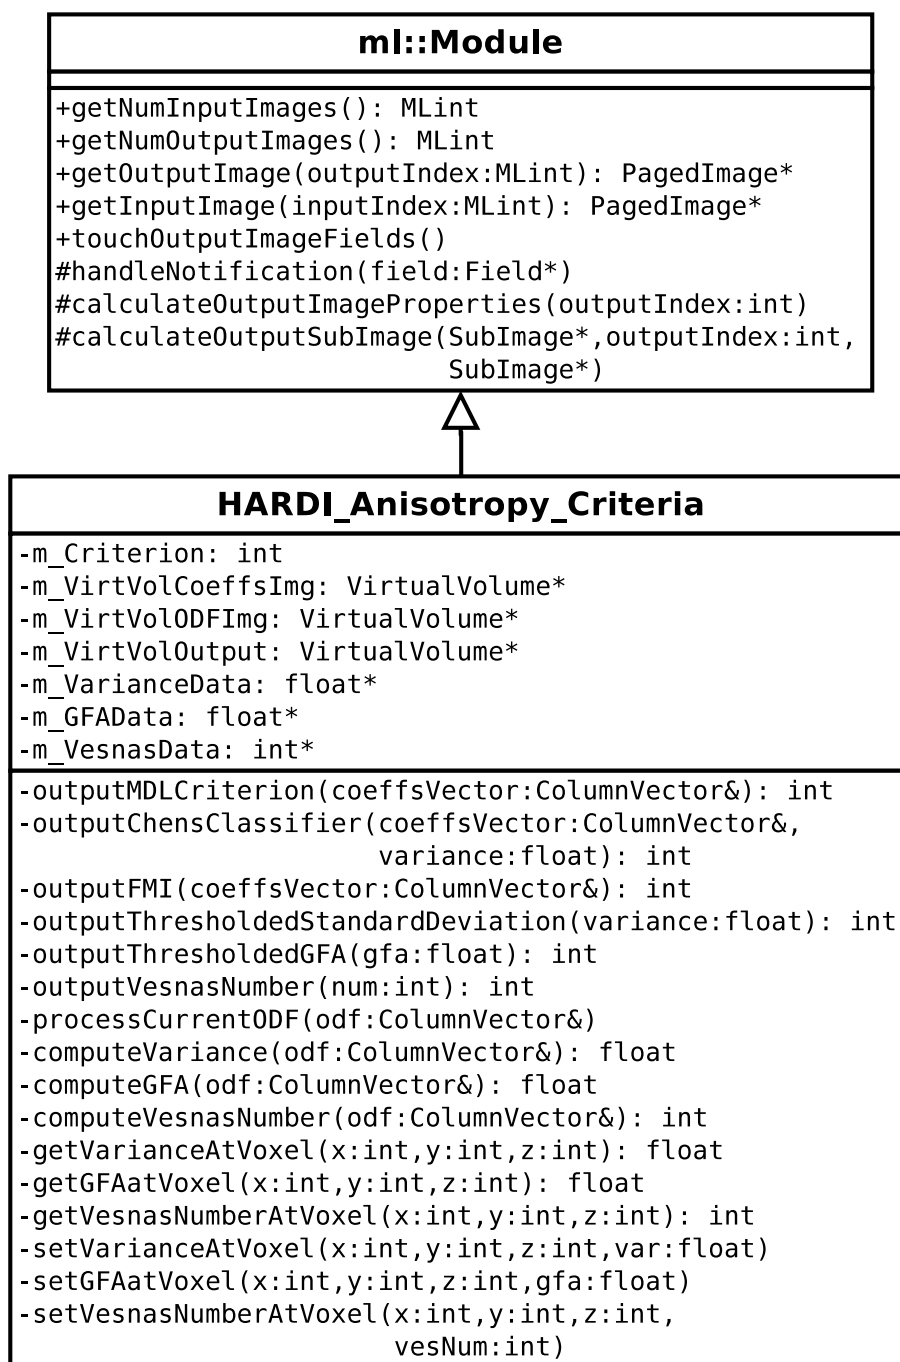 ml::Module
+getNumInputImages(): MLint
+getNumOutputImages(): MLint
+getOutputImage(outputIndex:MLint): PagedImage*
+getInputImage(inputIndex:MLint): PagedImage*
+touchOutputImageFields()
#handleNotification(field:Field*)
#calculateOutputImageProperties(outputIndex:int)
#calculateOutputSubImage(SubImage*,outputIndex:int,
SubImage*)
HARDI_Anisotropy_Criteria
-m_Criterion: int
-m_VirtVolCoeffsImg: VirtualVolume*
-m_VirtVolODFImg: VirtualVolume*
-m_VirtVolOutput: VirtualVolume*
-m_VarianceData: float*
-m_GFAData: float*
-m_VesnasData: int*
-outputMDLCriterion(coeffsVector:ColumnVector&): int
-outputChensClassifier(coeffsVector:ColumnVector&,
variance:float): int
-outputFMI(coeffsVector:ColumnVector&): int
-outputThresholdedStandardDeviation(variance:float): int
-outputThresholdedGFA(gfa:float): int
-outputVesnasNumber(num:int): int
-processCurrentODF(odf:ColumnVector&)
-computeVariance(odf:ColumnVector&): float
-computeGFA(odf:ColumnVector&): float
-computeVesnasNumber(odf:ColumnVector&): int
-getVarianceAtVoxel(x:int,y:int,z:int): float
-getGFAatVoxel(x:int,y:int,z:int): float
-getVesnasNumberAtVoxel(x:int,y:int,z:int): int
-setVarianceAtVoxel(x:int,y:int,z:int,var:float)
-setGFAatVoxel(x:int,y:int,z:int,gfa:float)
-setVesnasNumberAtVoxel(x:int,y:int,z:int,
vesNum:int)